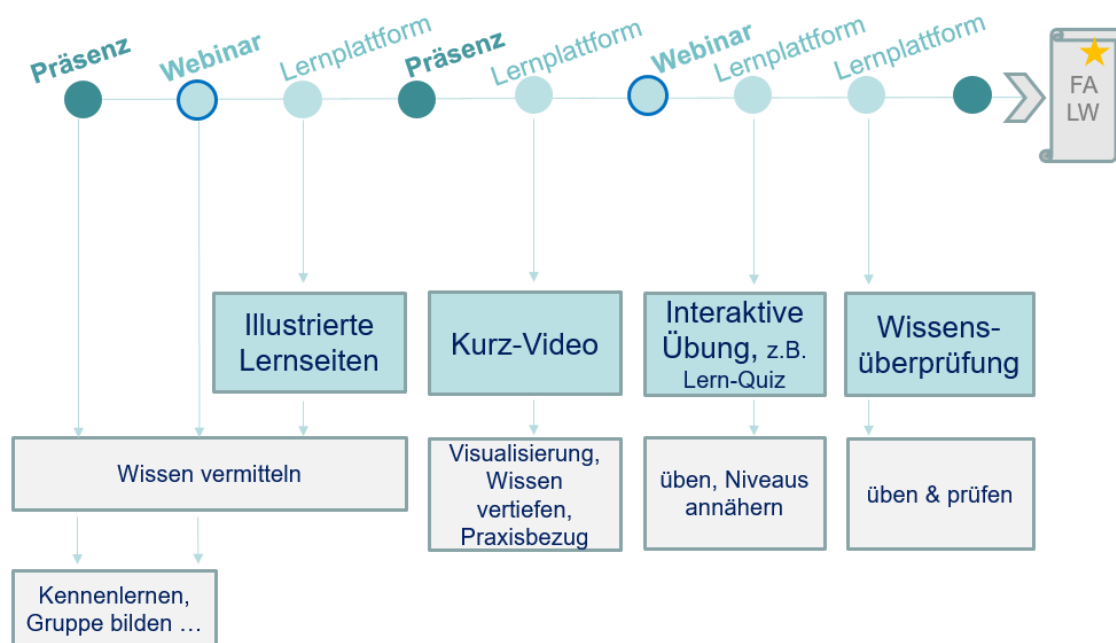 Präsenz
Webinar
Lernplattform
Präsenz
Lernplattform
Webinar
Lernplattform
Lernplattform
FA
LW
Illustrierte
Lernseiten
Kurz-Video
Interaktive
Übung, z.B.
Lern-Quiz
Wissens-
überprüfung
Wissen vermitteln
Visualisierung,
Wissen
vertiefen,
Praxisbezug
üben, Niveaus
annähern
üben & prüfen
Kennenlernen,
Gruppe bilden …